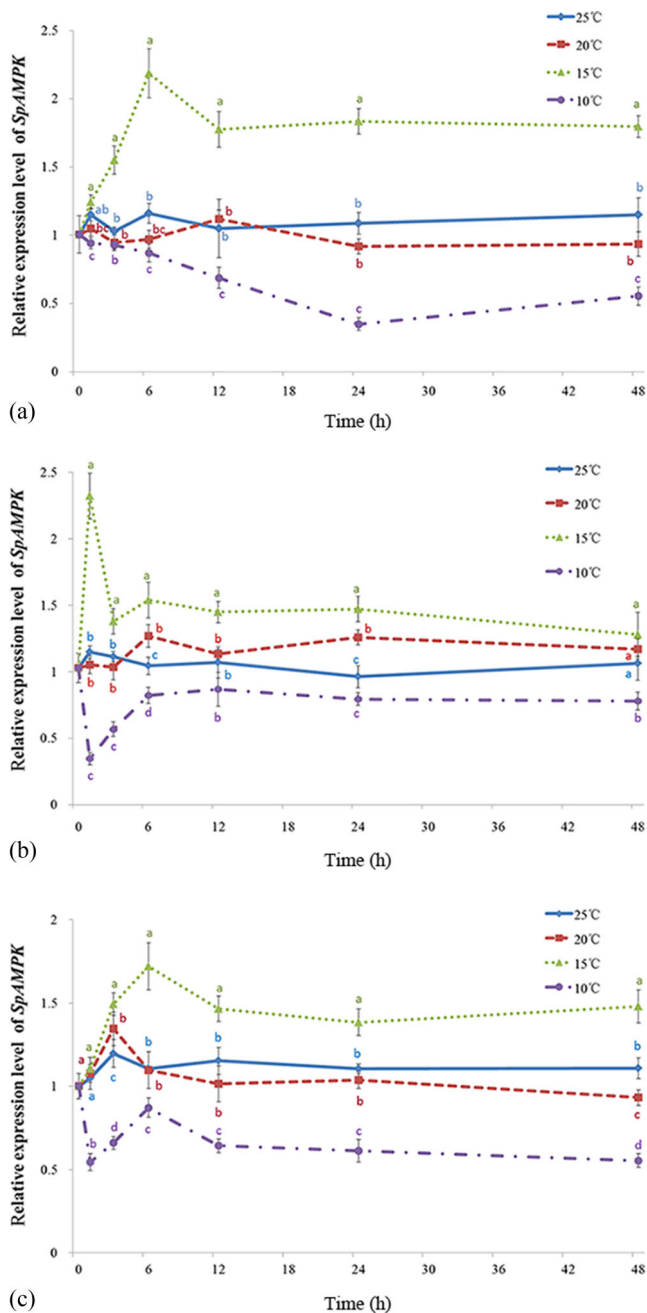 2.5
a
25℃
20℃
2
a
a
a
15℃
a
10℃
1.5
a
a
b
b
ab
b
b
b
1
bc
b
bc
b
c
b
c
b
b
c
c
c
0.5
c
0
0 6 12 18 24 30 36 42 48
Relative expression level of SpAMPK
(a)
Time (h)
a
2.5
25℃
20℃
2
15℃
a
10℃
a
a
a
a
1.5
b
b
b
b
b
c
c
a
1
b
b
b
a
d
b
c
b
0.5
c
c
0
0 6 12 18 24 30 36 42 48
Relative expression level of SpAMPK
(b)
Time (h)
2
25℃
a
20℃
15℃
a
a
a
10℃
a
1.5
b
b
b
b
b
a
a
1
a
c
b
b
b
c
b
d
c
c
c
d
0.5
0
0 6 12 18 24 30 36 42 48
Relative expression level of SpAMPK
(c)
Time (h)